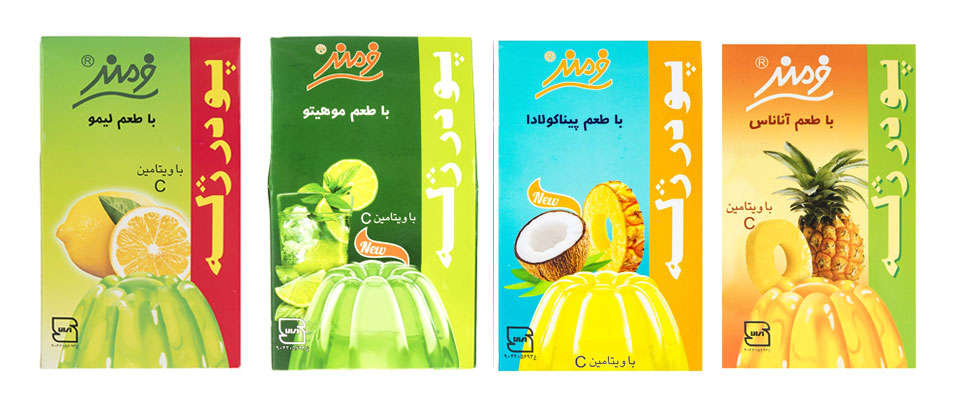 فرمند®
با طعم لیمو
با ویتامین
C
پودر ژله
فرمند®
با طعم موهیتو
با ویتامین C
New
پودر ژله
فرمند®
با طعم پیناکولادا
New
با ویتامین C
پودر ژله
فرمند®
با طعم آناناس
با ویتامین
C
پودر ژله